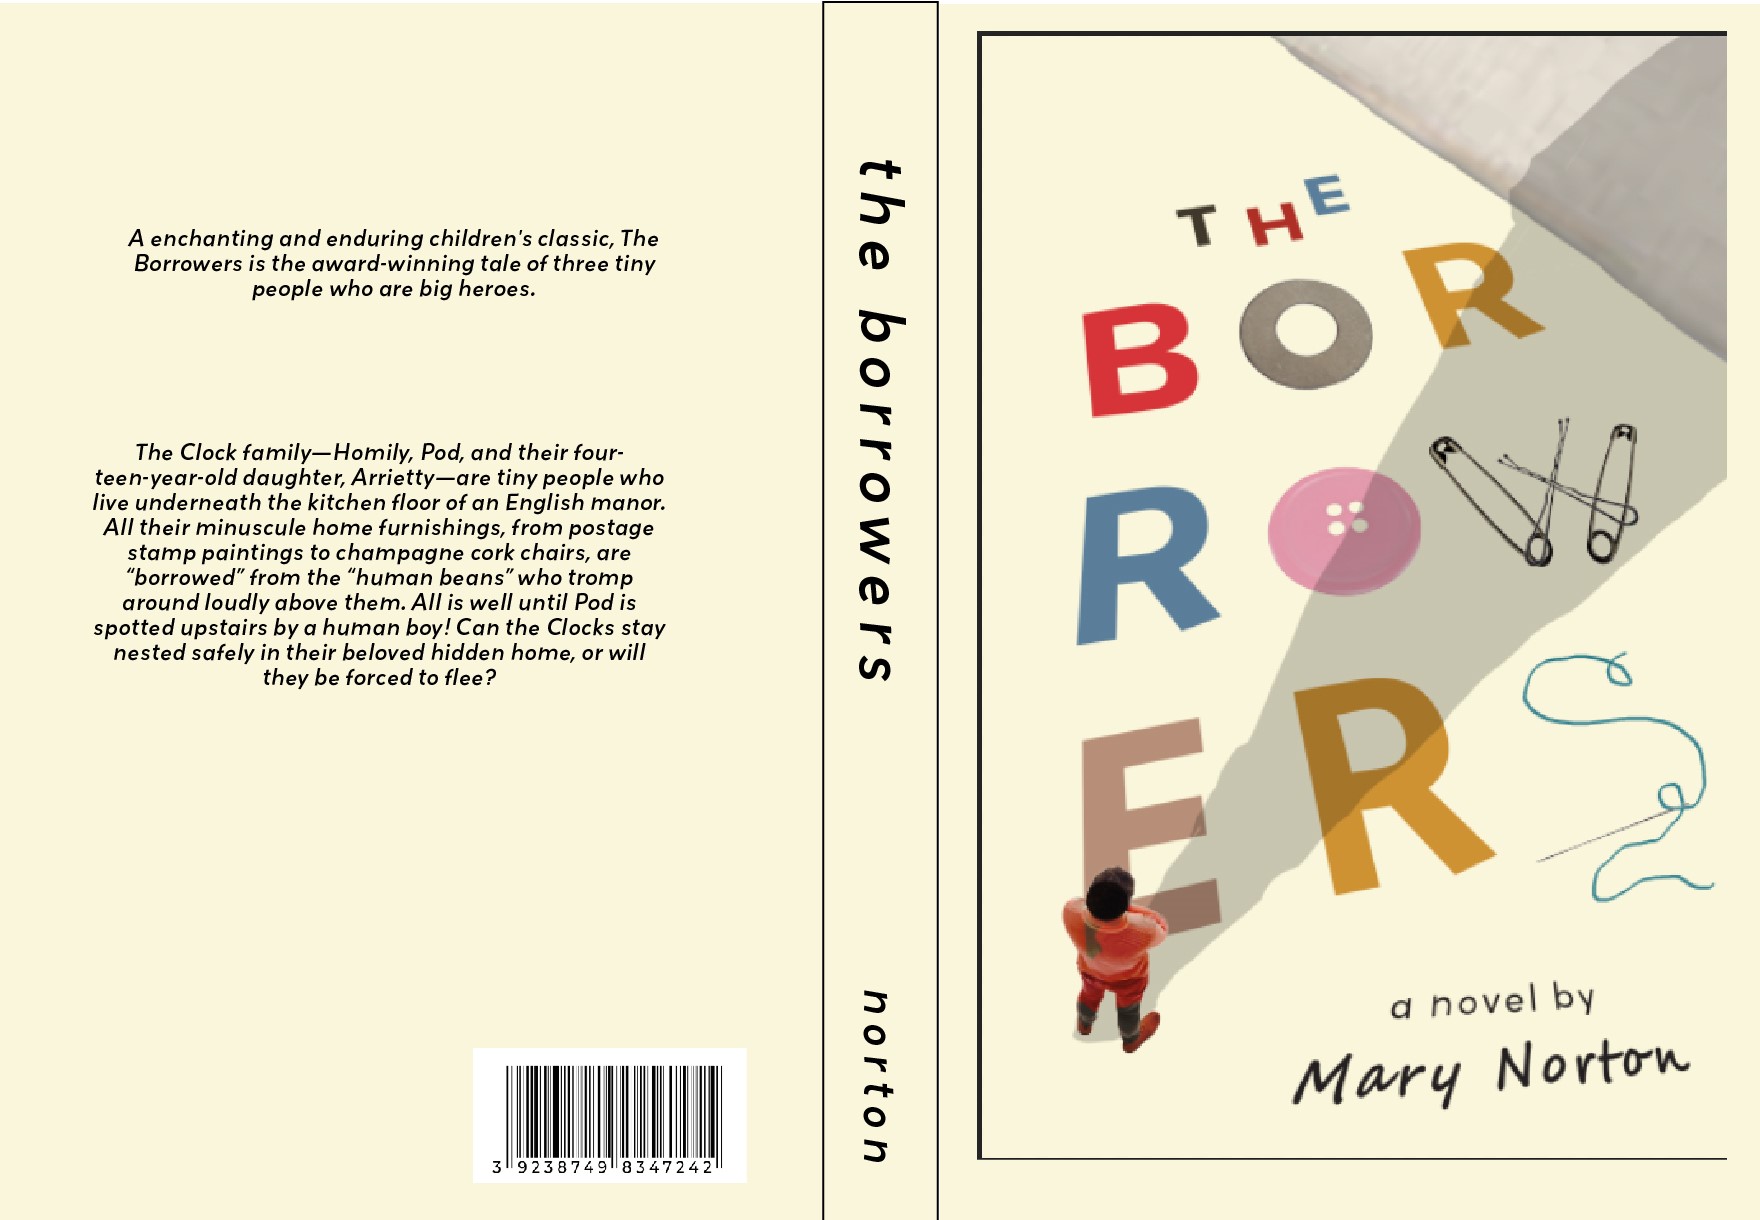 A enchanting and enduring children's classic, The
Borrowers is the award-winning tale of three tiny
people who are big heroes.
The Clock family—Homily, Pod, and their four-
teen-year-old daughter, Arrietty—are tiny people who
live underneath the kitchen floor of an English manor.
All their minuscule home furnishings, from postage
stamp paintings to champagne cork chairs, are
“borrowed” from the “human beans” who tromp
around loudly above them. All is well until Pod is
spotted upstairs by a human boy! Can the Clocks stay
nested safely in their beloved hidden home, or will
they be forced to flee?
3 923874 9 834724 2
the borrowers
norton
THE
BOR
ROW
ERS
a novel by
Mary Norton